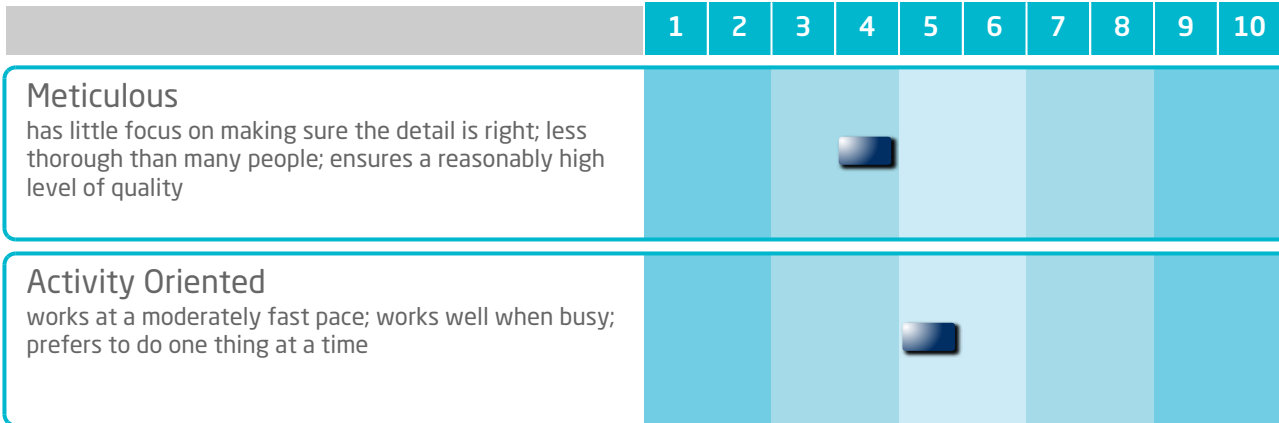 1 2 3 4 5 6 7 8 9 10
Meticulous
has little focus on making sure the detail is right; less
thorough than many people; ensures a reasonably high
level of quality
Activity Oriented
works at a moderately fast pace; works well when busy;
prefers to do one thing at a time